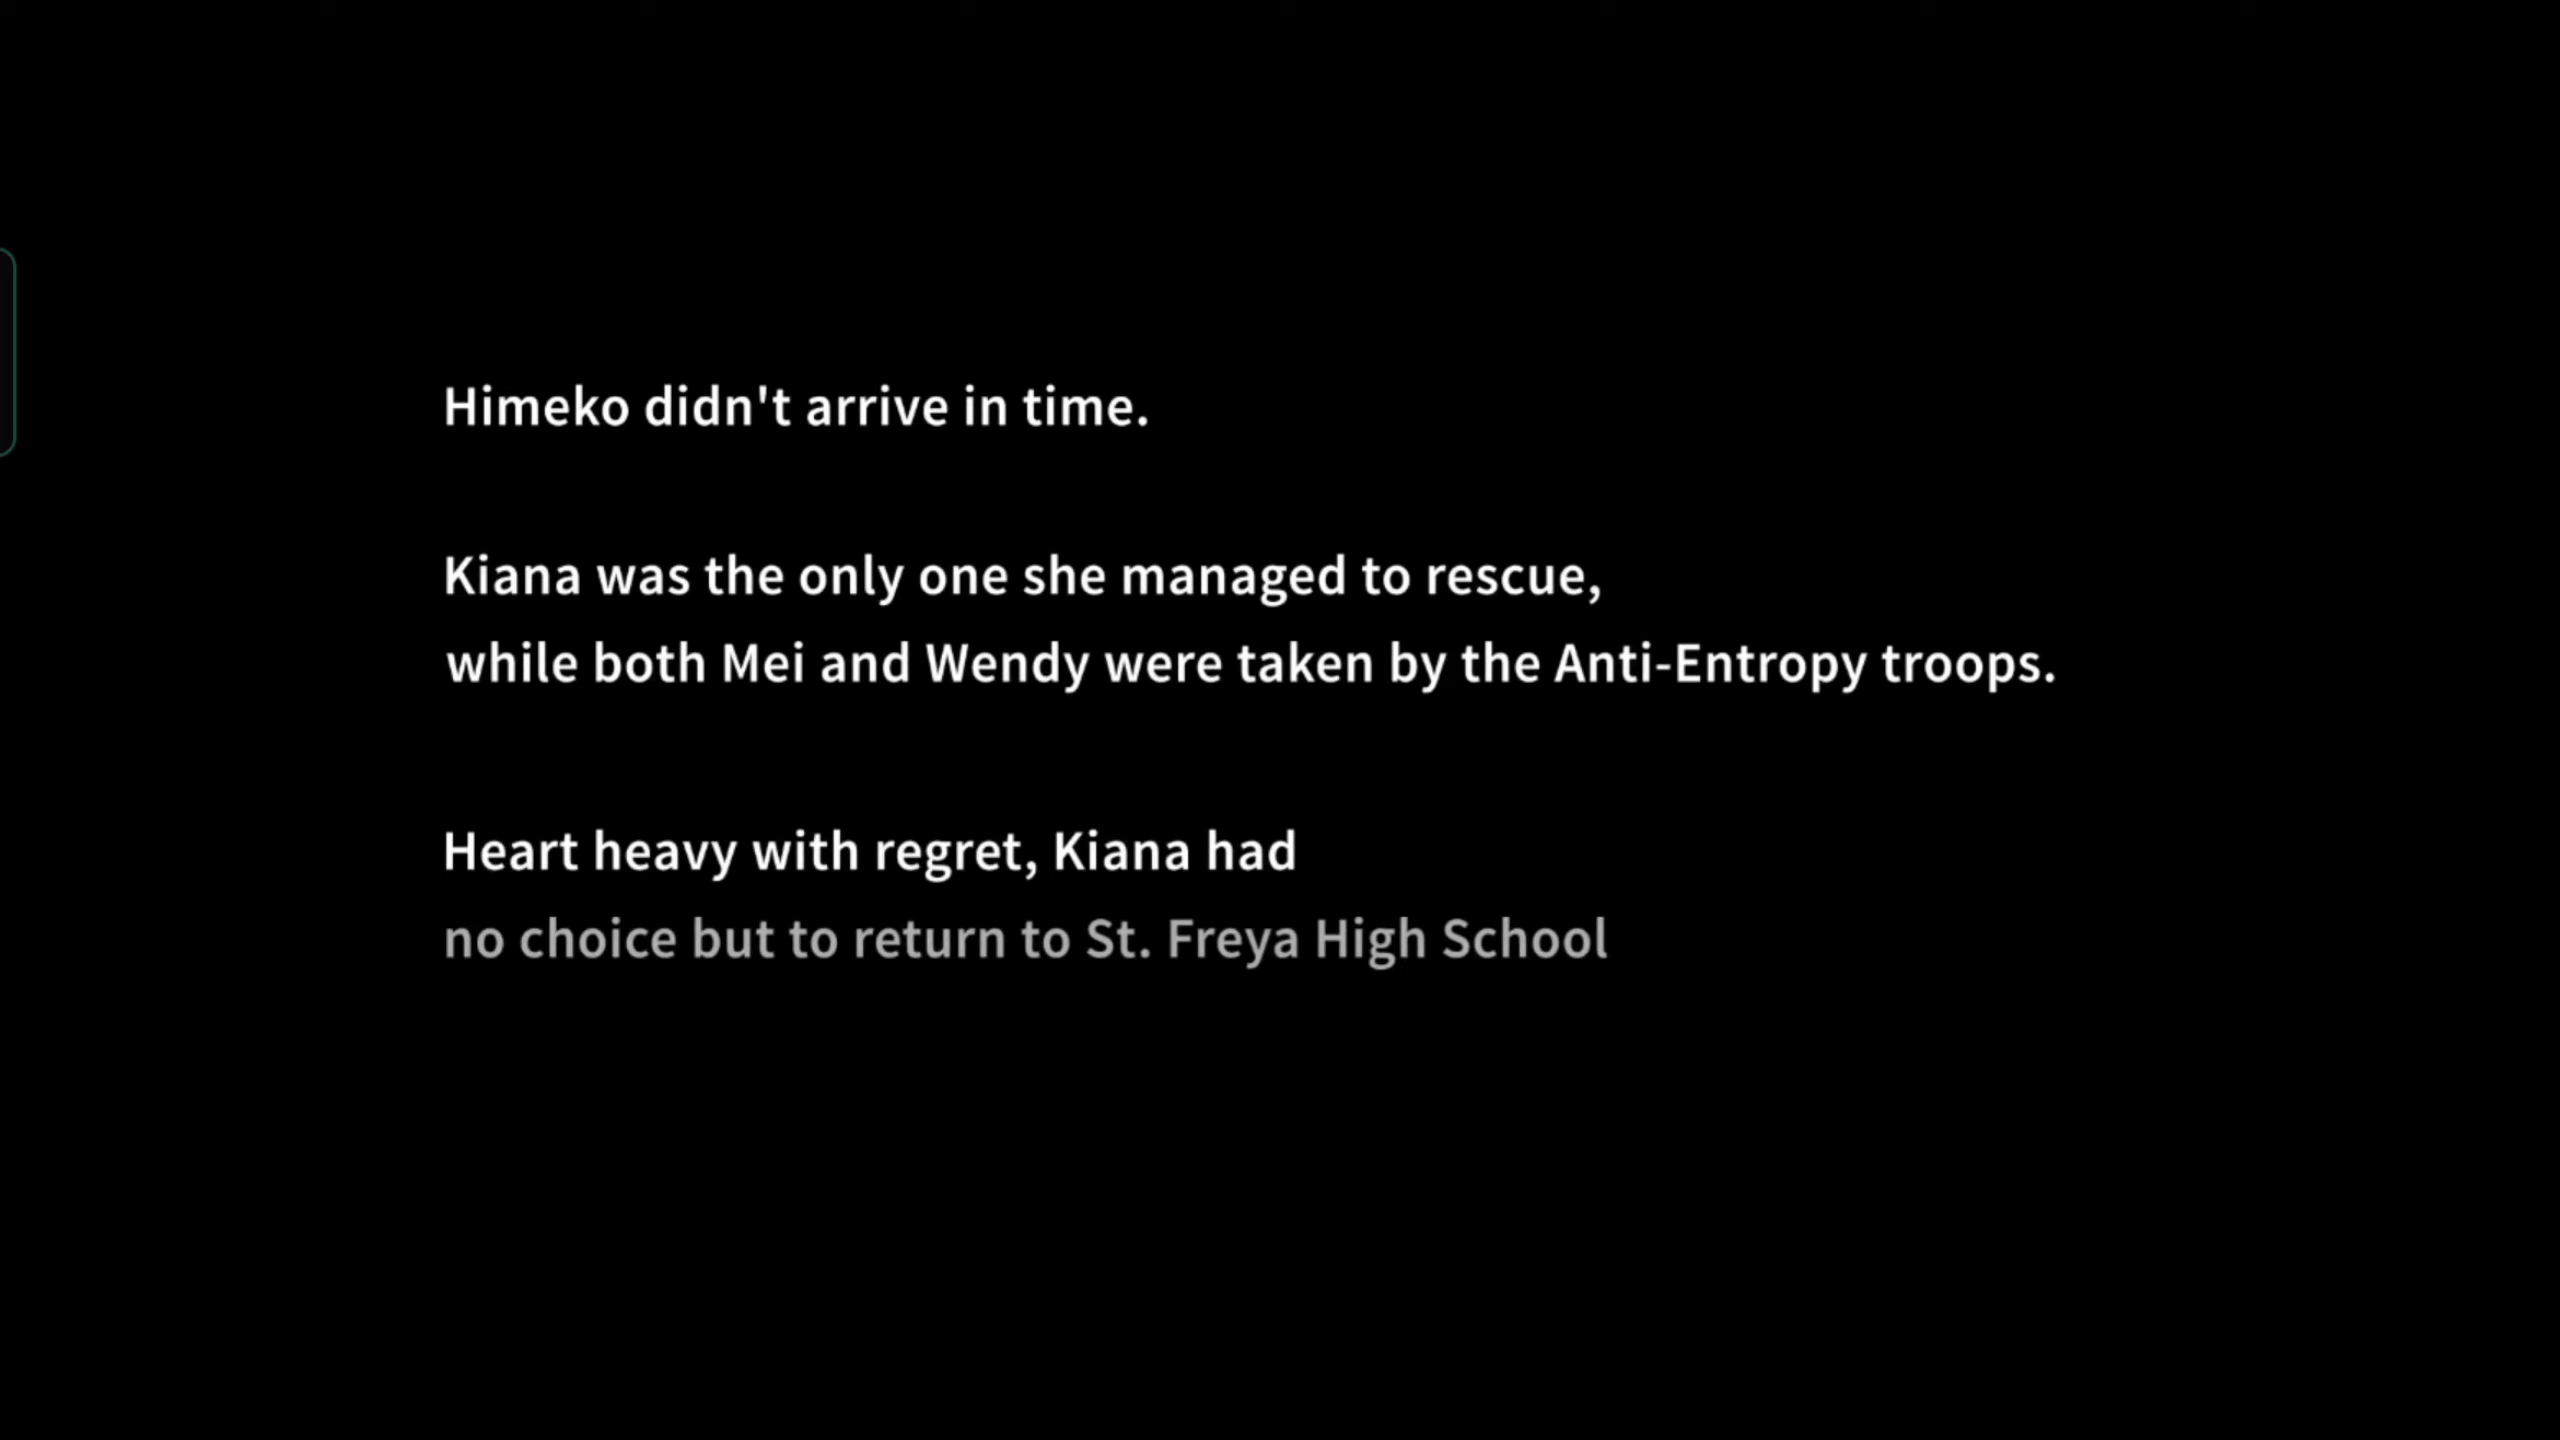 Himeko didn't arrive in time.
Kiana was the only one she managed to rescue,
while both Mei and Wendy were taken by the Anti-Entropy troops.
Heart heavy with regret, Kiana had
no choice but to return to St. Freya High School